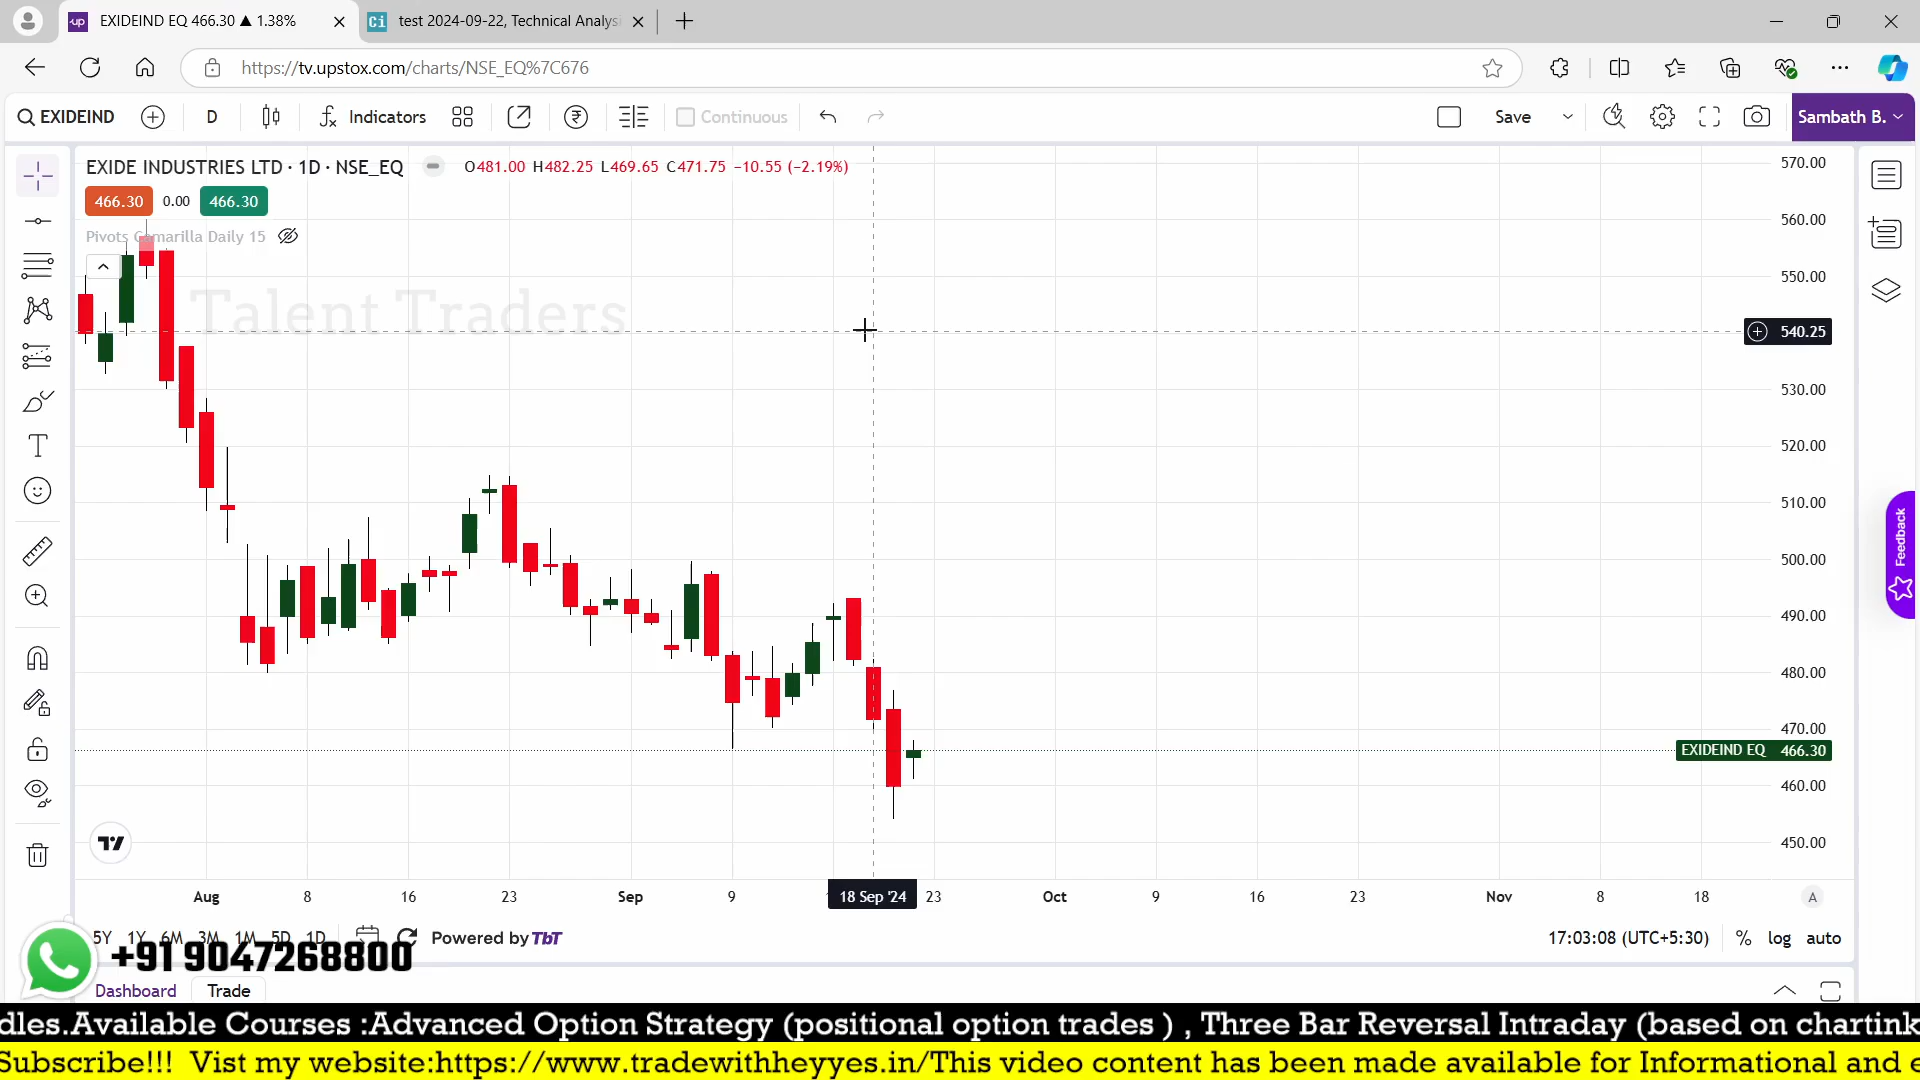 EXIDEIND EQ 466.30 ▲ 1.38%
Ci test 2024-09-22, Technical Analys
https://tv.upstox.com/charts/NSE_EQ%7C676
EXIDEIND D Indicators Continuous Save Sambath B.
EXIDE INDUSTRIES LTD · 1D · NSE_EQ O481.00 H482.25 L469.65 C471.75 −10.55 (−2.19%)
466.30 0.00 466.30
Pivots Camarilla Daily 15
Talent Traders
570.00
560.00
550.00
540.25
530.00
520.00
510.00
500.00
490.00
480.00
470.00
EXIDEIND EQ 466.30
460.00
450.00
Feedback
Aug 8 16 23 Sep 9 18 Sep '24 23 Oct 9 16 23 Nov 8 18 A
5Y 1Y 6M 3M 1M 5D 1D Powered by TbT 17:03:08 (UTC+5:30) % log auto
+91 9047268800
Dashboard Trade
dles.Available Courses :Advanced Option Strategy (positional option trades ) , Three Bar Reversal Intraday (based on chartink
Subscribe!!! Vist my website:https://www.tradewithheyyes.in/This video content has been made available for Informational and e